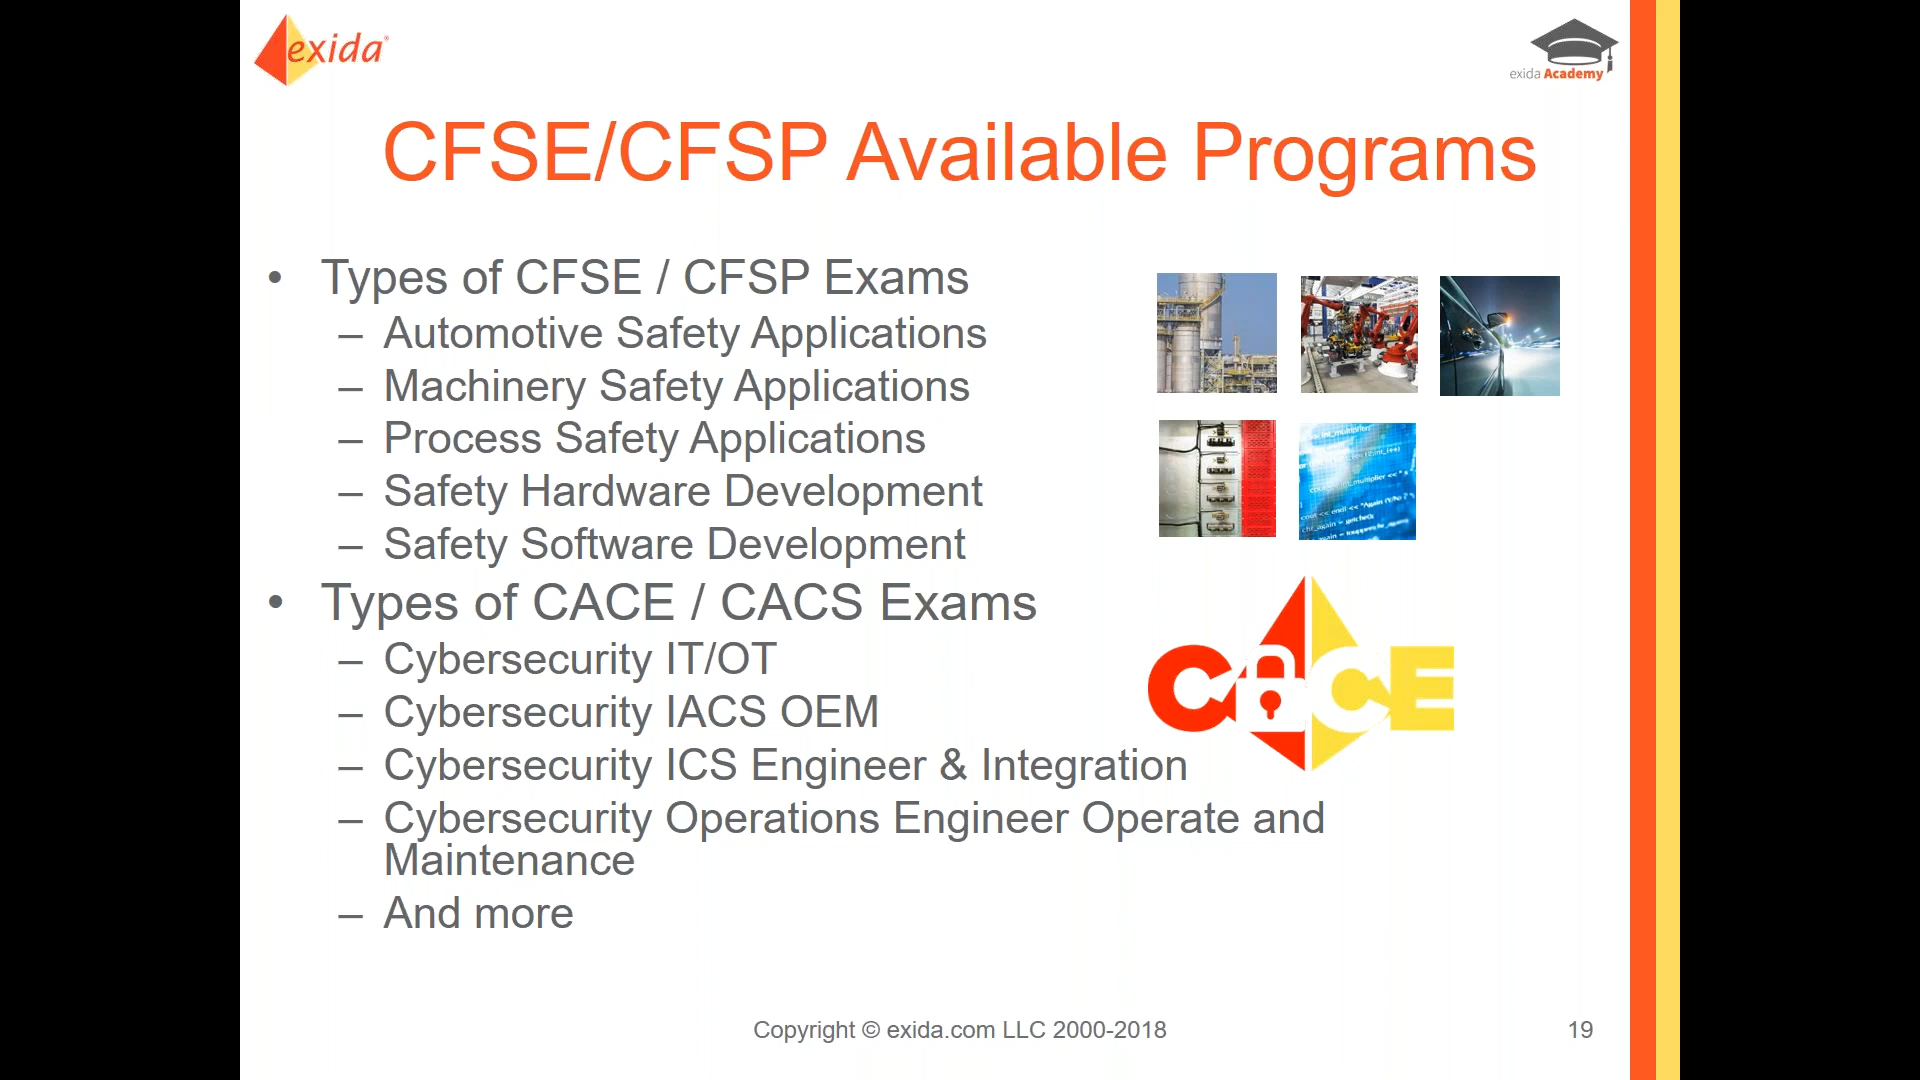 exida
exida Academy
CFSE/CFSP Available Programs
• Types of CFSE / CFSP Exams
– Automotive Safety Applications
– Machinery Safety Applications
– Process Safety Applications
– Safety Hardware Development
– Safety Software Development
• Types of CACE / CACS Exams
– Cybersecurity IT/OT
– Cybersecurity IACS OEM
– Cybersecurity ICS Engineer & Integration
– Cybersecurity Operations Engineer Operate and
Maintenance
– And more
CACE
Copyright © exida.com LLC 2000-2018
19